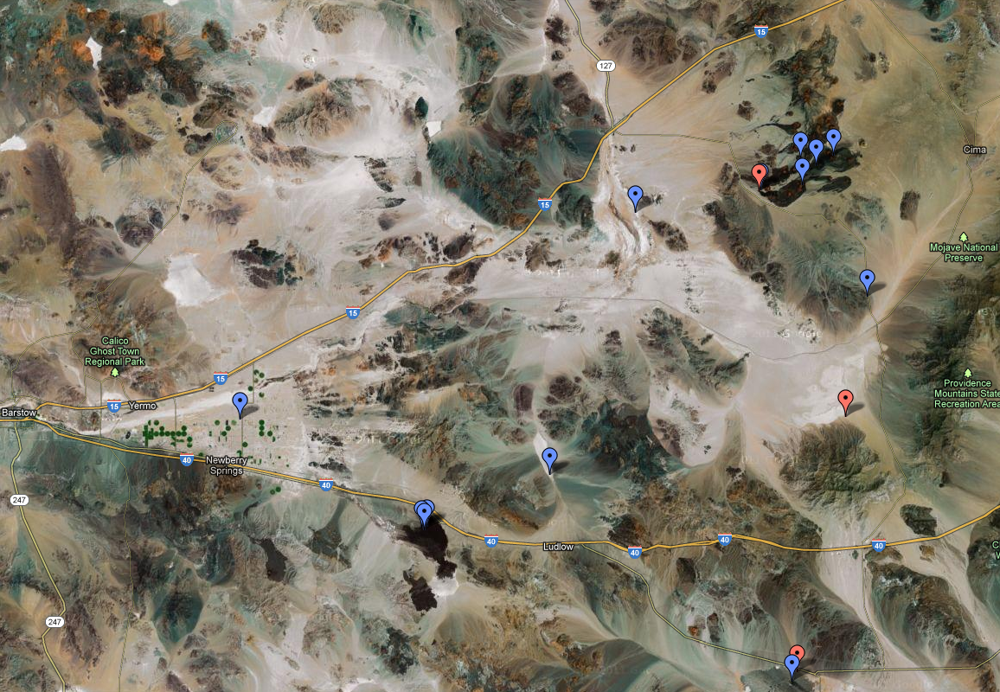 15
127
Cima
15
Mojave National
Preserve
15
Calico
Ghost Town
Regional Park
15
Providence
Mountains State
Recreation Area
15
Yermo
Barstow
40
Newberry
Springs
40
247
40
Ludlow
40
40
40
247